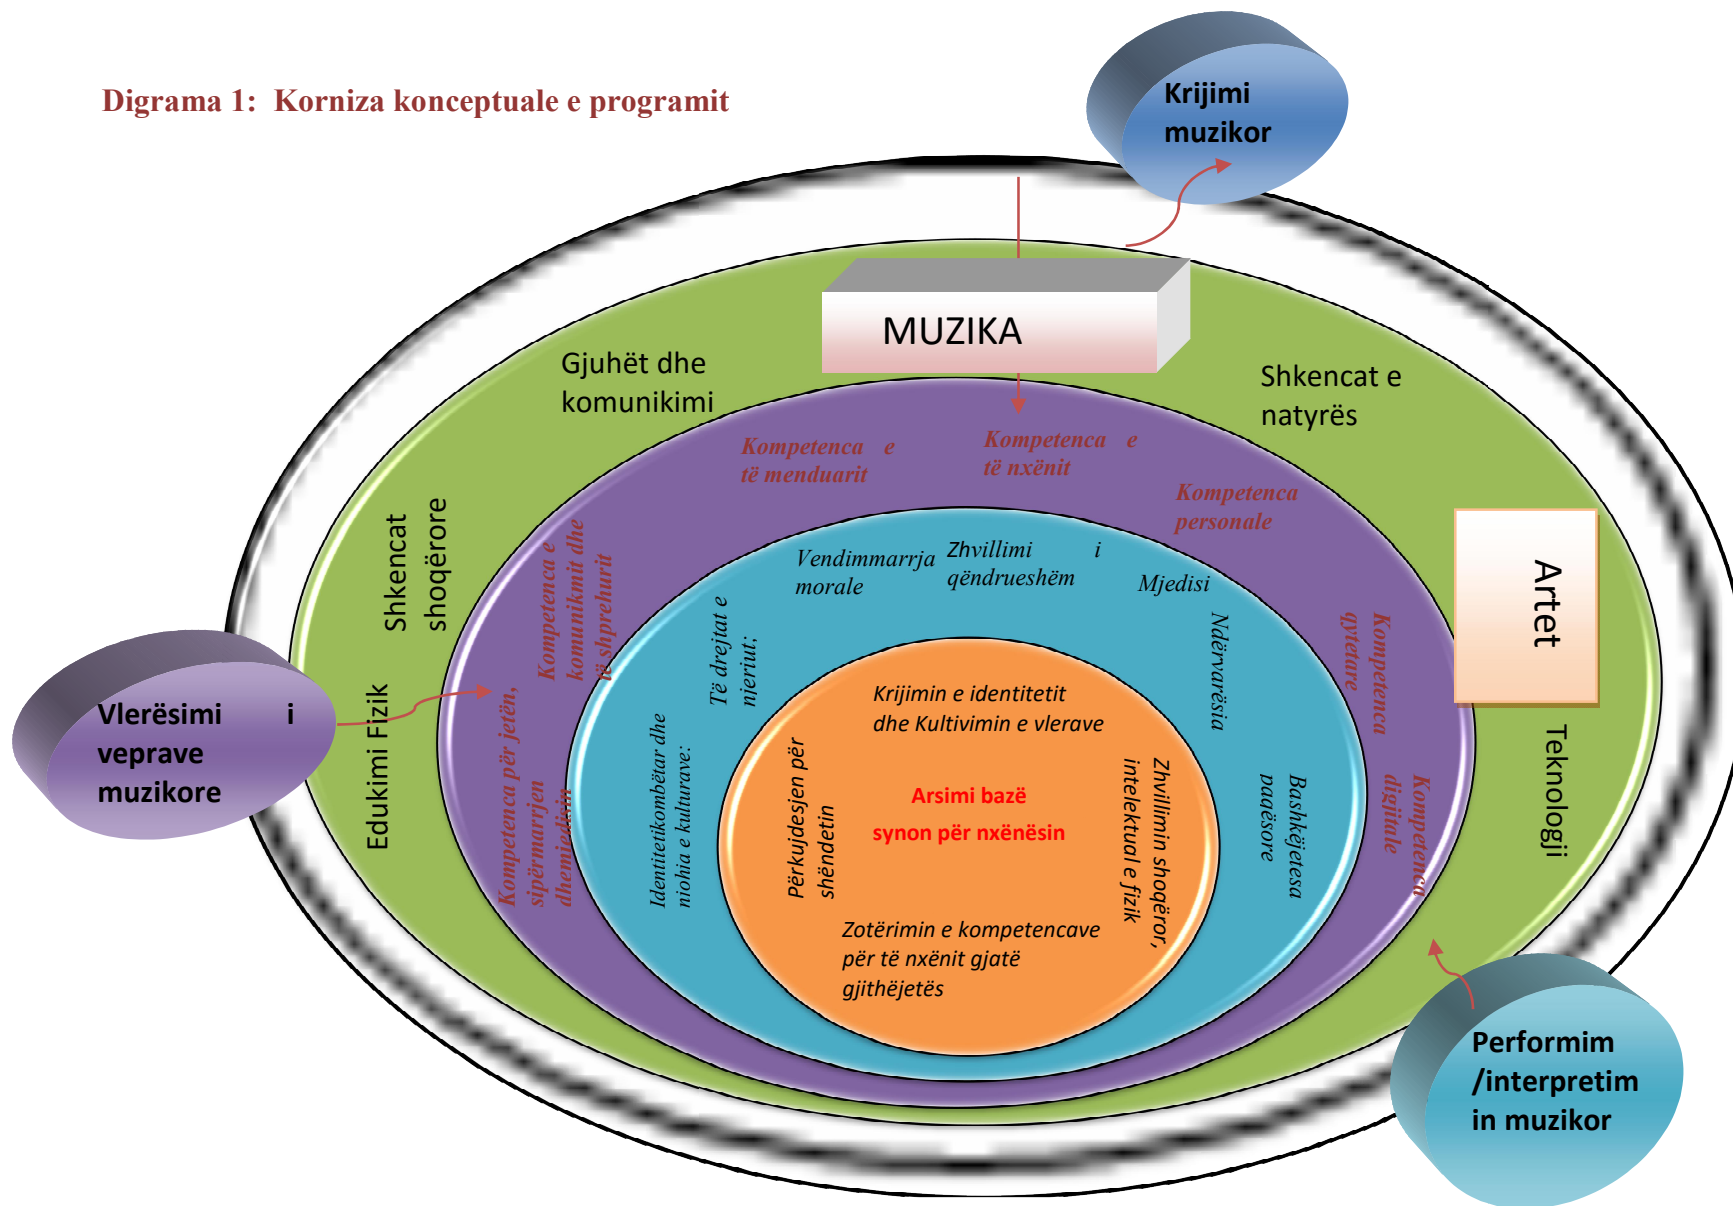 Digrama 1: Korniza konceptuale e programit
Krijimi
muzikor
MUZIKA
Gjuhët dhe
komunikimi
Shkencat e
natyrës
Kompetenca e
të menduarit
Kompetenca e
të nxënit
Kompetenca
personale
Shkencat
shoqërore
Kompetenca e
komunikmit dhe
të shprehurit
Vendimmarrja
morale
Zhvillimi i
qëndrueshëm
Mjedisi
Artet
Të drejtat e
njeriut;
Ndërvarësia
Kompetenca
qytetare
Krijimin e identitetit
dhe Kultivimin e vlerave
Vlerësimi i
veprave
muzikore
Edukimi Fizik
Kompetenca për jetën,
sipërmarrjen
dhemjedisin
Identitetikombëtar dhe
njohja e kulturave:
Përkujdesjen për
shëndetin
Arsimi bazë
synon për nxënësin
Zhvillimin shoqëror,
intelektual e fizik
Bashkëjetesa
paqësore
Kompetenca
digjitale
Teknologji
Zotërimin e kompetencave
për të nxënit gjatë
gjithëjetës
Performim
/interpretim
in muzikor